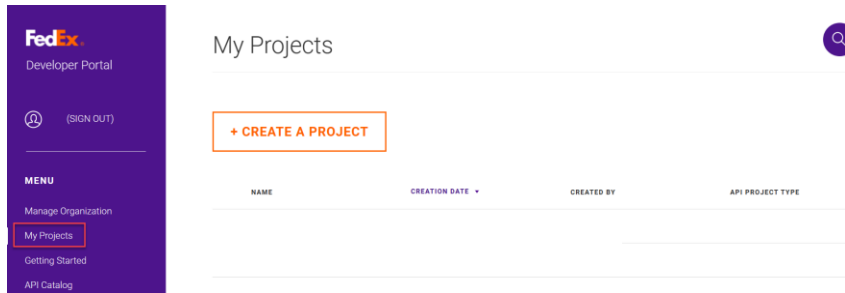 FedEx.
Developer Portal
(SIGN OUT)
MENU
Manage Organization
My Projects
Getting Started
API Catalog
My Projects
+ CREATE A PROJECT
NAME CREATION DATE ▼ CREATED BY API PROJECT TYPE